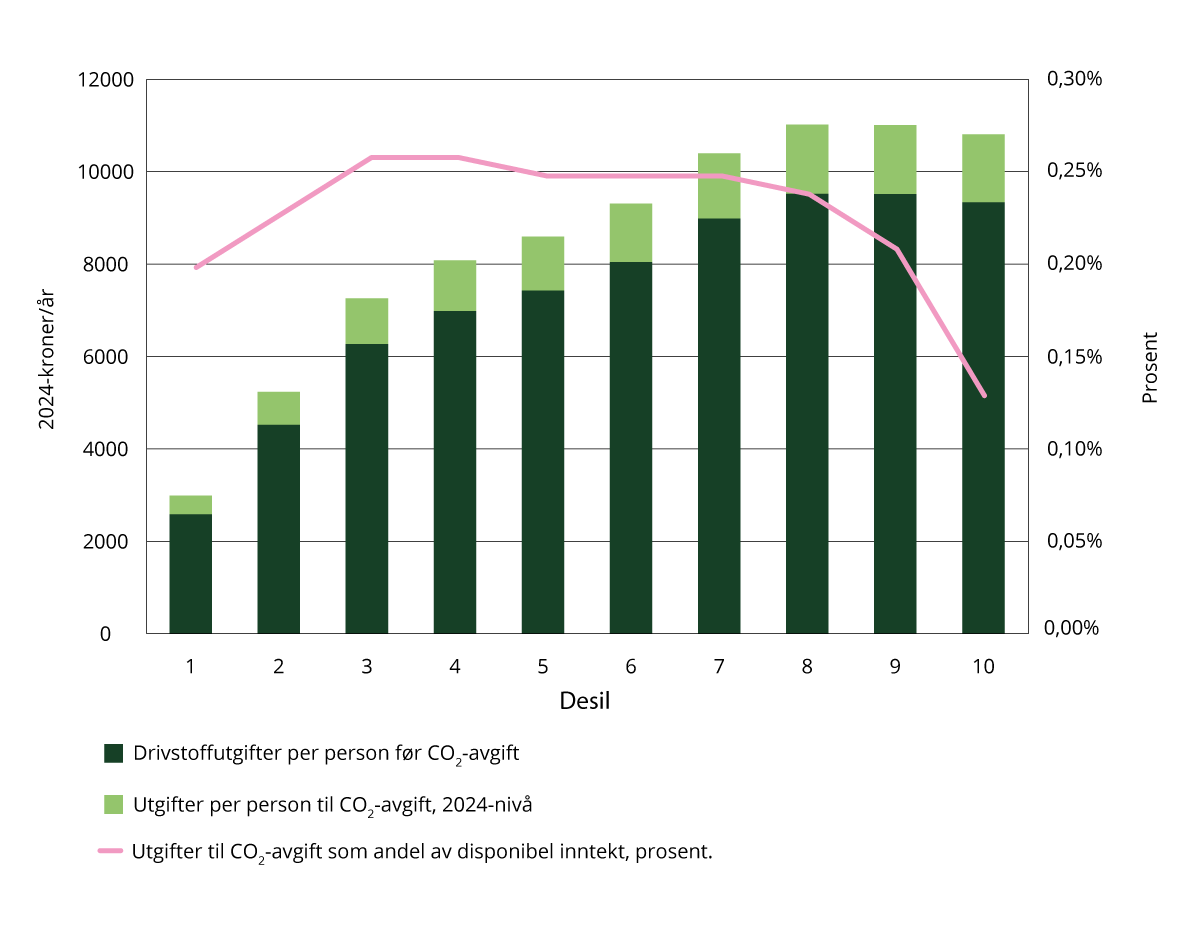 12000
10000
8000
6000
4000
2000
0
2024-kroner/år
0,30%
0,25%
0,20%
0,15%
0,10%
0,05%
0,00%
Prosent
1 2 3 4 5 6 7 8 9 10
Desil
Drivstoffutgifter per person før CO₂-avgift
Utgifter per person til CO₂-avgift, 2024-nivå
Utgifter til CO₂-avgift som andel av disponibel inntekt, prosent.